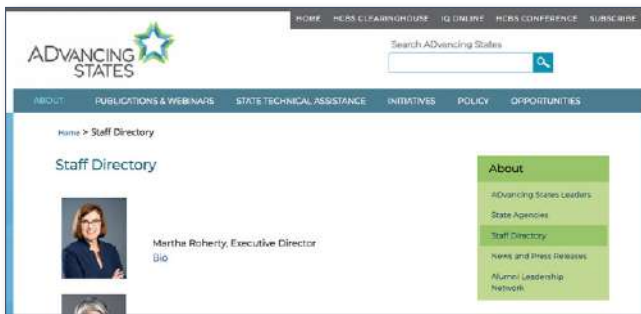 HOME HCBS CLEARINGHOUSE IQ ONLINE HCBS CONFERENCE SUBSCRIBE
ADVANCING
STATES
Search ADvancing States
ABOUT PUBLICATIONS & WEBINARS STATE TECHNICAL ASSISTANCE INITIATIVES POLICY OPPORTUNITIES
Home > Staff Directory
Staff Directory
Martha Roherty, Executive Director
Bio
About
ADvancing States Leaders
State Agencies
Staff Directory
News and Press Releases
Alumni Leadership
Network